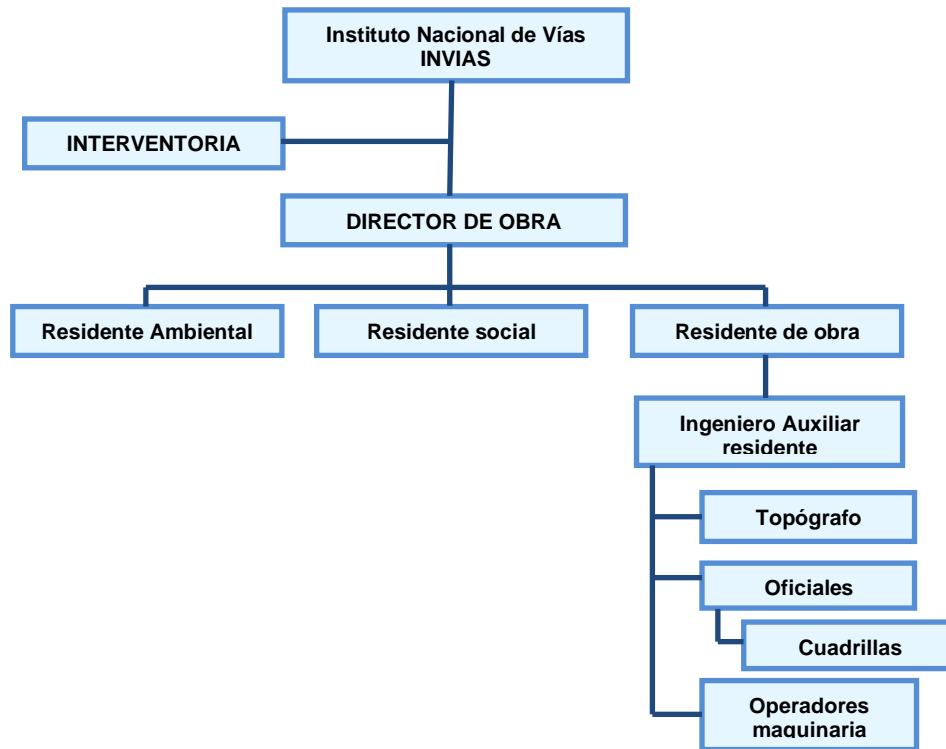 Instituto Nacional de Vías
INVIAS
INTERVENTORIA
DIRECTOR DE OBRA
Residente Ambiental
Residente social
Residente de obra
Ingeniero Auxiliar
residente
Topógrafo
Oficiales
Cuadrillas
Operadores
maquinaria